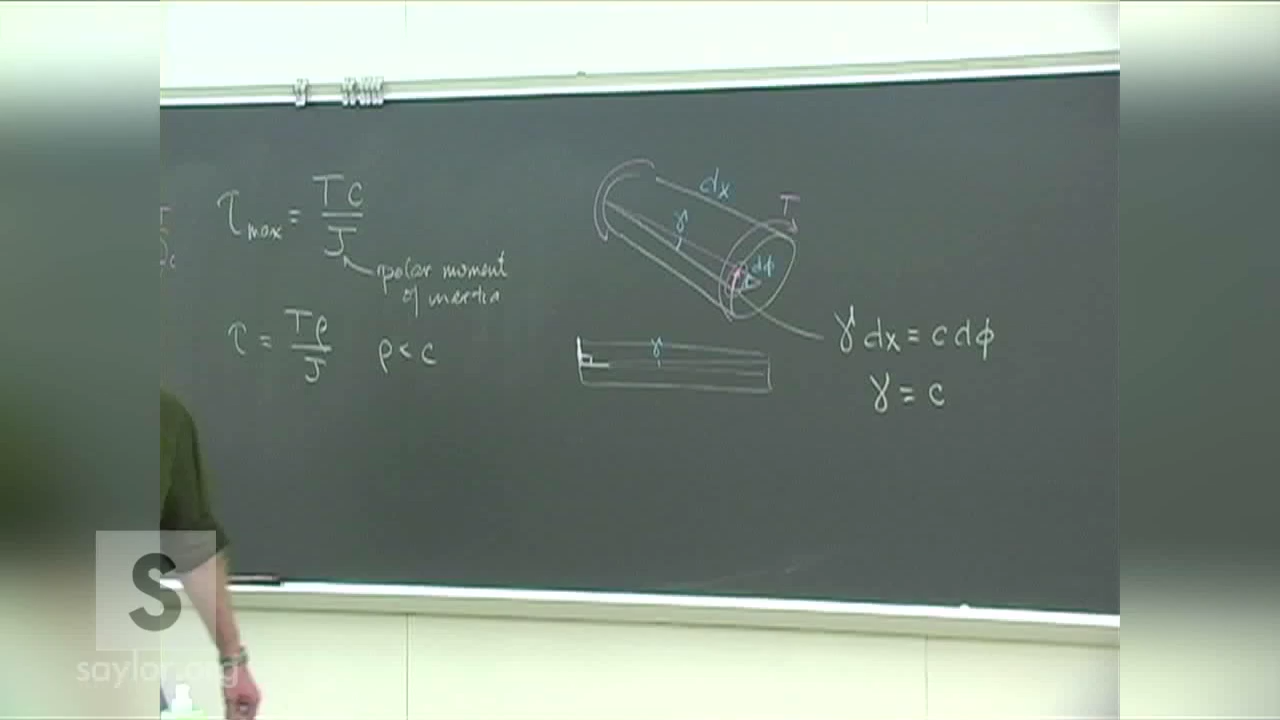 τmax = Tc/J
polar moment
of inertia
τ = Tρ/J   ρ < c
dx
T
γ
dφ
c
γ
γ dx = c dφ
γ = c
S
saylor.org